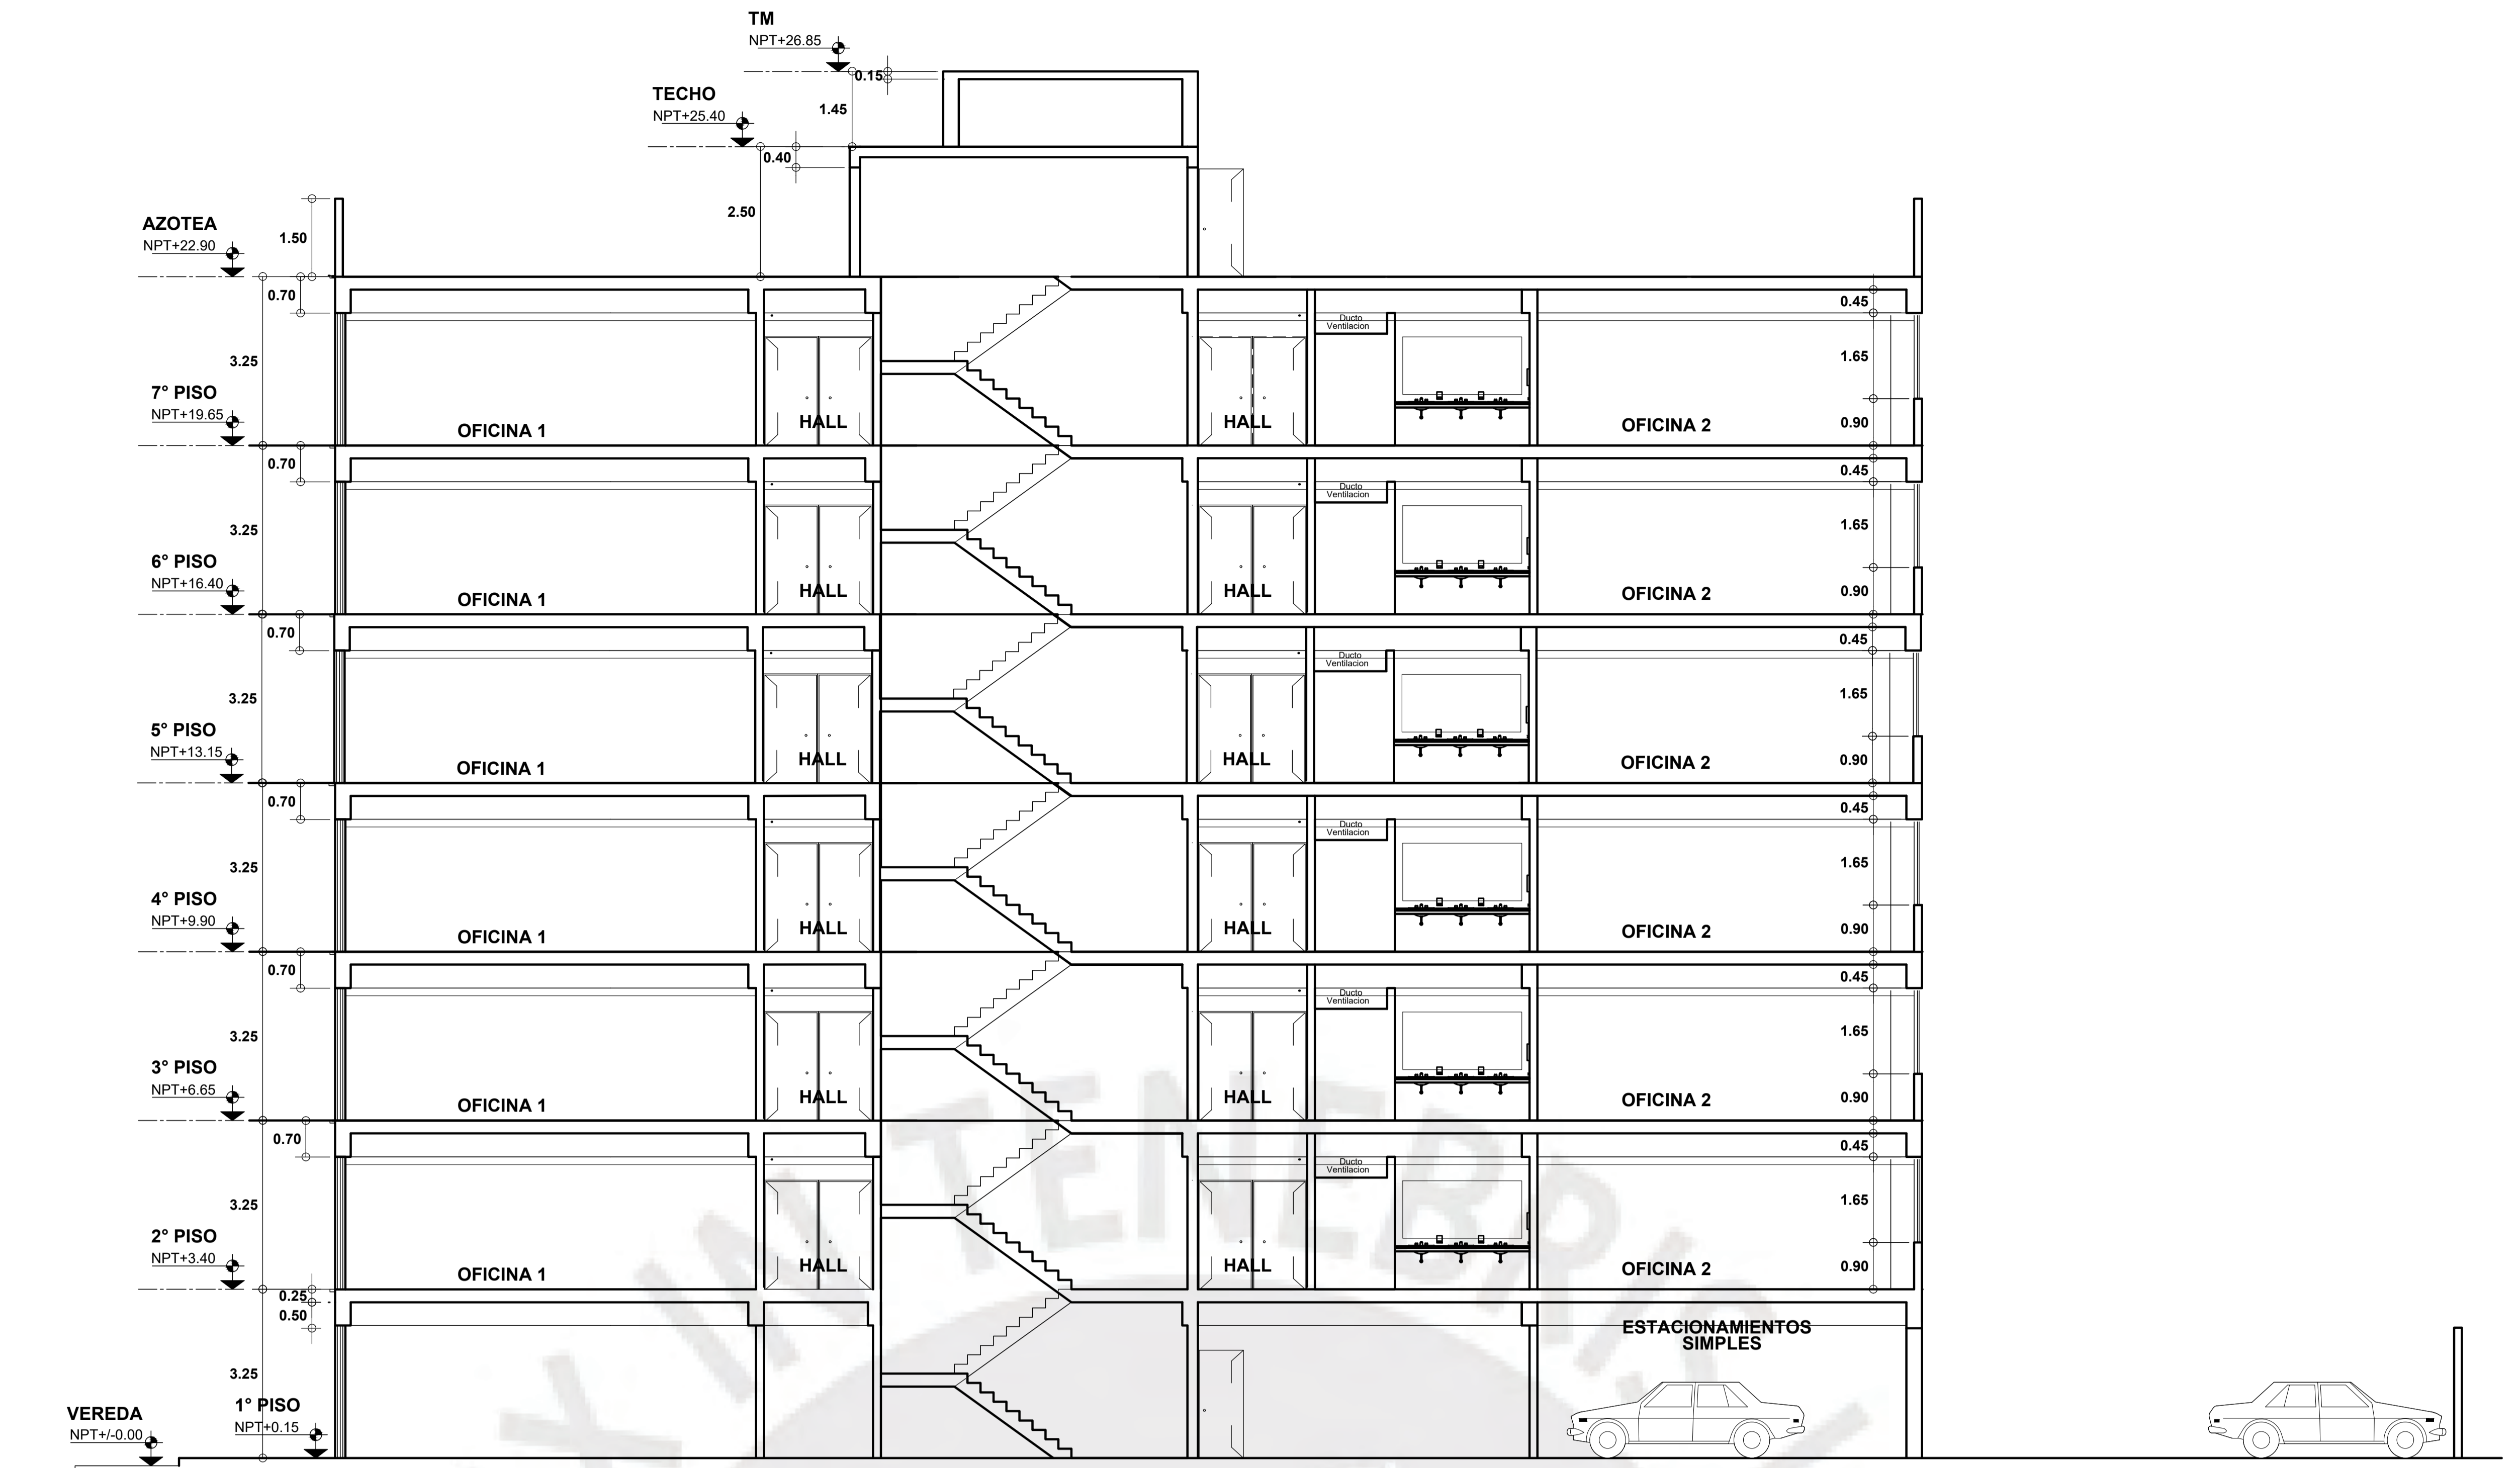 TM
NPT+26.85
0.15
TECHO
NPT+25.40
1.45
0.40
2.50
AZOTEA
NPT+22.90
1.50
0.70
0.45
Ducto
Ventilacion
3.25
1.65
7° PISO
NPT+19.65
OFICINA 1
HALL
HALL
OFICINA 2
0.90
0.70
0.45
Ducto
Ventilacion
3.25
1.65
6° PISO
NPT+16.40
OFICINA 1
HALL
HALL
OFICINA 2
0.90
0.70
0.45
Ducto
Ventilacion
3.25
1.65
5° PISO
NPT+13.15
OFICINA 1
HALL
HALL
OFICINA 2
0.90
0.70
0.45
Ducto
Ventilacion
3.25
1.65
4° PISO
NPT+9.90
OFICINA 1
HALL
HALL
OFICINA 2
0.90
0.70
0.45
Ducto
Ventilacion
3.25
1.65
3° PISO
NPT+6.65
OFICINA 1
HALL
HALL
OFICINA 2
0.90
0.70
0.45
Ducto
Ventilacion
3.25
1.65
2° PISO
NPT+3.40
OFICINA 1
HALL
HALL
OFICINA 2
0.90
0.25
0.50
ESTACIONAMIENTOS
SIMPLES
3.25
1° PISO
NPT+0.15
VEREDA
NPT+/-0.00
X IN TENEBRIS